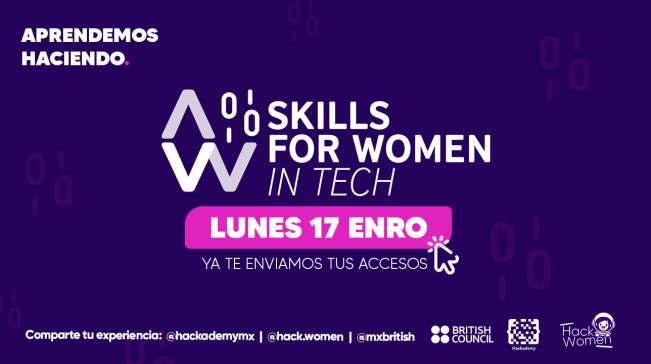 APRENDEMOS
HACIENDO.
SKILLS
FOR WOMEN
IN TECH
LUNES 17 ENRO
YA TE ENVIAMOS TUS ACCESOS
Comparte tu experiencia: @hackademymx | @hack.women | @mxbritish
BRITISH
COUNCIL
Hackademy
Hack
Women